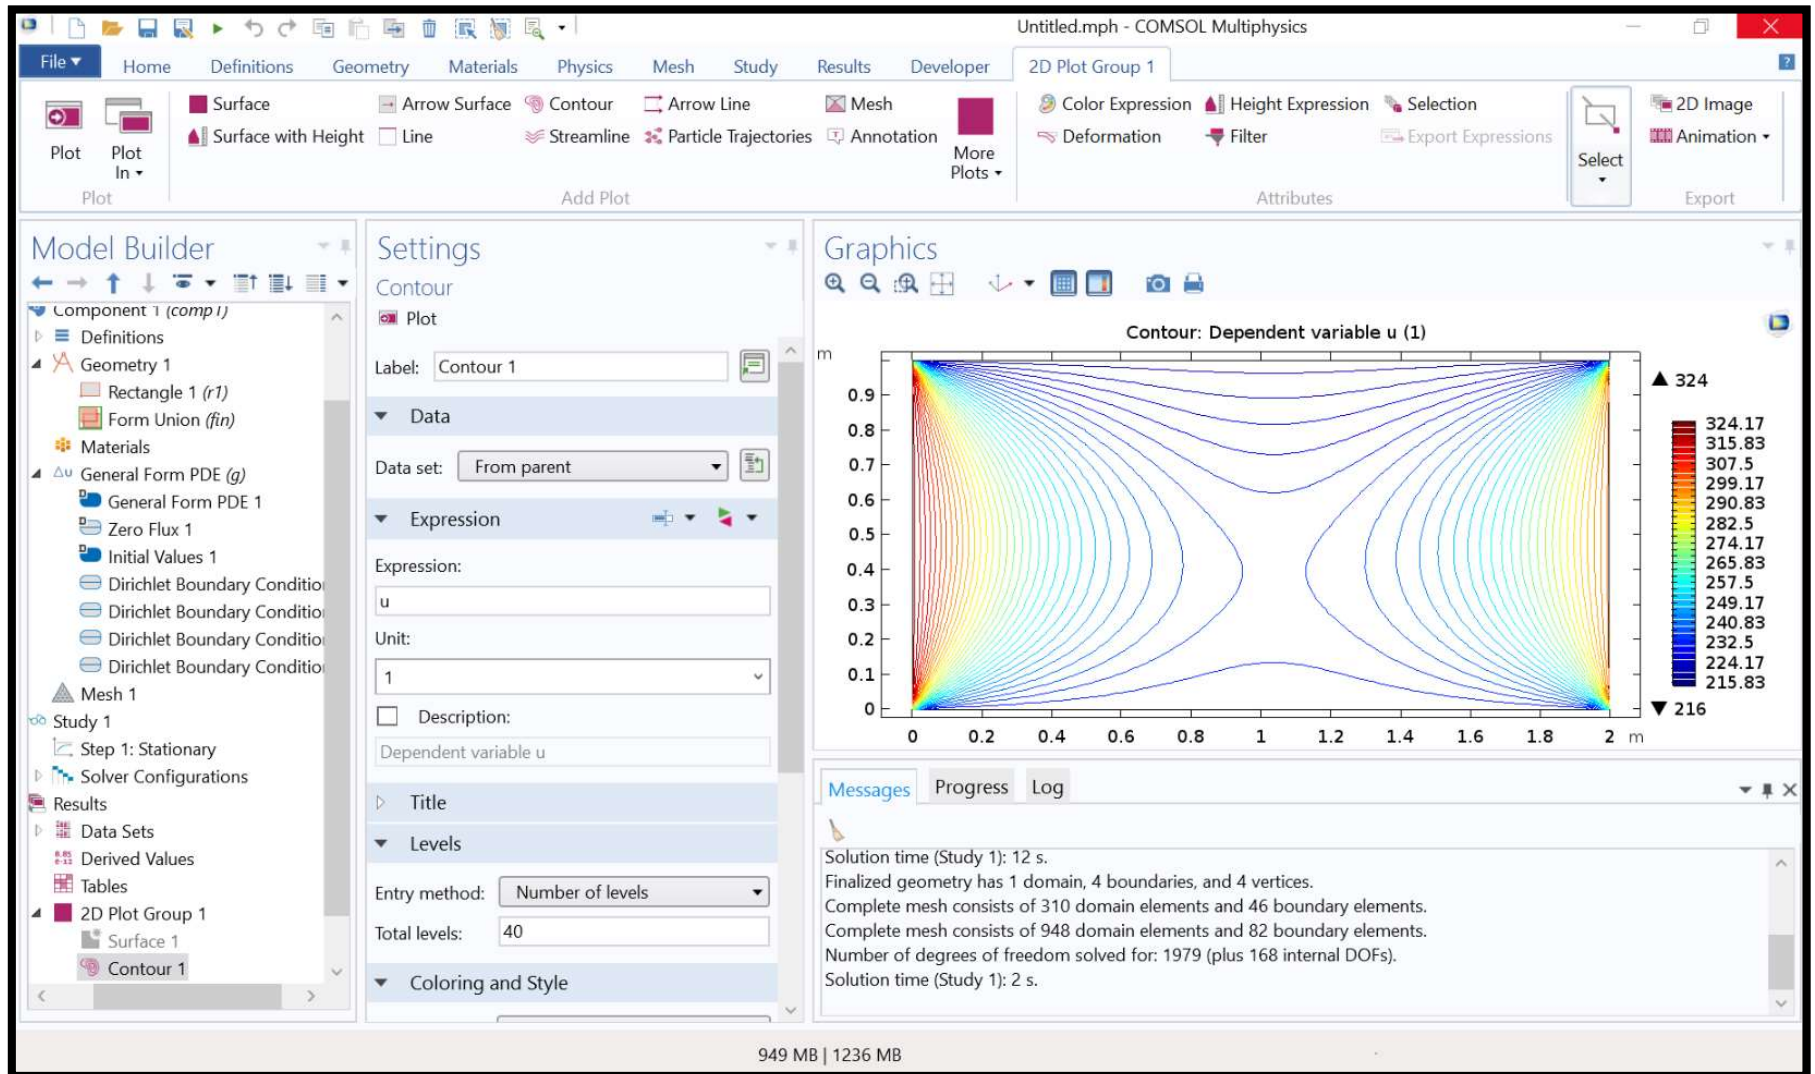 Untitled.mph - COMSOL Multiphysics
File Home Definitions Geometry Materials Physics Mesh Study Results Developer 2D Plot Group 1
Plot
Plot In
Plot
Surface
Surface with Height
Arrow Surface
Line
Contour
Streamline
Arrow Line
Particle Trajectories
Mesh
Annotation
More Plots
Add Plot
Color Expression
Deformation
Height Expression
Filter
Selection
Export Expressions
Attributes
Select
2D Image
Animation
Export
Model Builder
Component 1 (comp1)
Definitions
Geometry 1
Rectangle 1 (r1)
Form Union (fin)
Materials
Δu General Form PDE (g)
General Form PDE 1
Zero Flux 1
Initial Values 1
Dirichlet Boundary Conditio
Dirichlet Boundary Conditio
Dirichlet Boundary Conditio
Dirichlet Boundary Conditio
Mesh 1
Study 1
Step 1: Stationary
Solver Configurations
Results
Data Sets
Derived Values
Tables
2D Plot Group 1
Surface 1
Contour 1
Settings
Contour
Plot
Label: Contour 1
Data
Data set: From parent
Expression
Expression:
u
Unit:
1
Description:
Dependent variable u
Title
Levels
Entry method: Number of levels
Total levels: 40
Coloring and Style
Graphics
Contour: Dependent variable u (1)
m
0.9
0.8
0.7
0.6
0.5
0.4
0.3
0.2
0.1
0
0 0.2 0.4 0.6 0.8 1 1.2 1.4 1.6 1.8 2 m
▲ 324
324.17
315.83
307.5
299.17
290.83
282.5
274.17
265.83
257.5
249.17
240.83
232.5
224.17
215.83
▼ 216
Messages Progress Log
Solution time (Study 1): 12 s.
Finalized geometry has 1 domain, 4 boundaries, and 4 vertices.
Complete mesh consists of 310 domain elements and 46 boundary elements.
Complete mesh consists of 948 domain elements and 82 boundary elements.
Number of degrees of freedom solved for: 1979 (plus 168 internal DOFs).
Solution time (Study 1): 2 s.
949 MB | 1236 MB